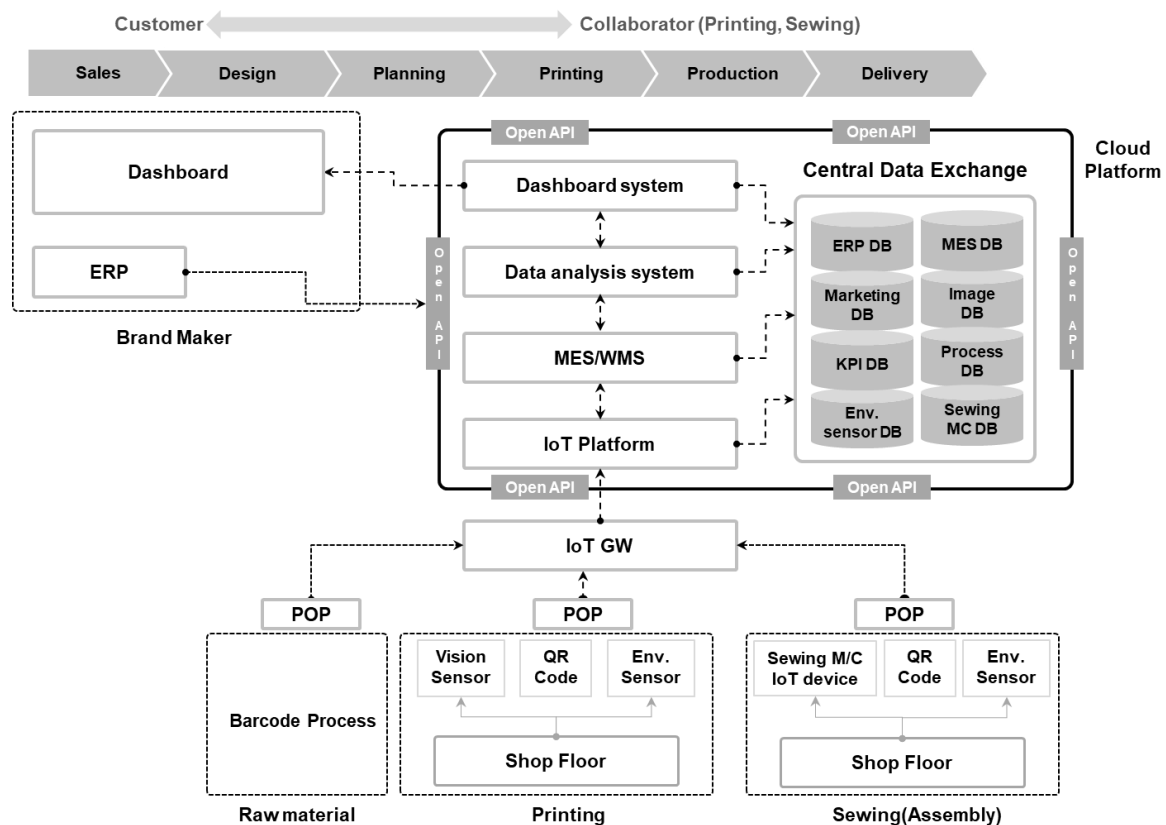 Customer
Collaborator (Printing, Sewing)
Sales
Design
Planning
Printing
Production
Delivery
Open API
Open API
Cloud
Platform
Dashboard
Dashboard system
Central Data Exchange
ERP DB
MES DB
ERP
Data analysis system
Open API
Open API
Marketing
DB
Image
DB
Brand Maker
MES/WMS
KPI DB
Process
DB
IoT Platform
Env.
sensor DB
Sewing
MC DB
Open API
Open API
IoT GW
POP
POP
POP
Barcode Process
Vision
Sensor
QR
Code
Env.
Sensor
Shop Floor
Sewing M/C
IoT device
QR
Code
Env.
Sensor
Shop Floor
Raw material
Printing
Sewing(Assembly)